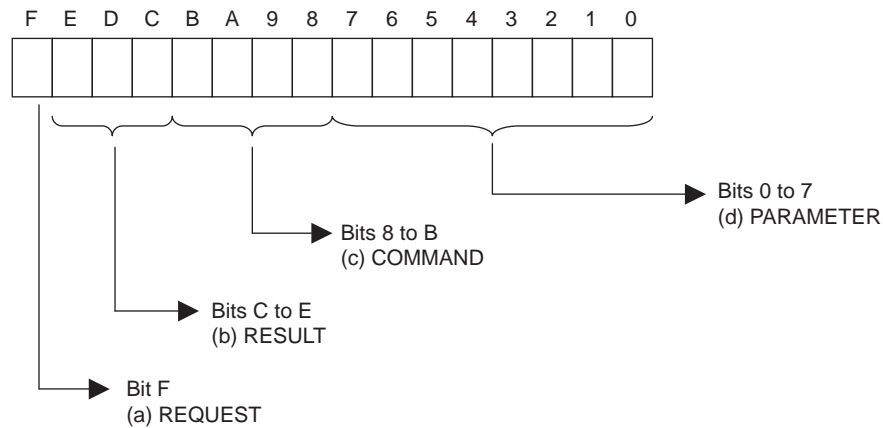 F E D C B A 9 8 7 6 5 4 3 2 1 0
Bits 0 to 7
(d) PARAMETER
Bits 8 to B
(c) COMMAND
Bits C to E
(b) RESULT
Bit F
(a) REQUEST